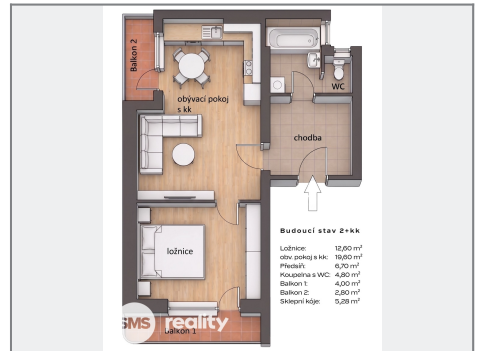 Balkon 2
obývací pokoj
s kk
WC
chodba
ložnice
Balkon 1
Budoucí stav 2+kk
Ložnice: 12,60 m²
obv. pokoj s kk: 19,60 m²
Předsíň: 6,70 m²
Koupelna s WC: 4,80 m²
Balkon 1: 4,00 m²
Balkon 2: 2,80 m²
Sklepní kóje: 5,28 m²
SMS reality